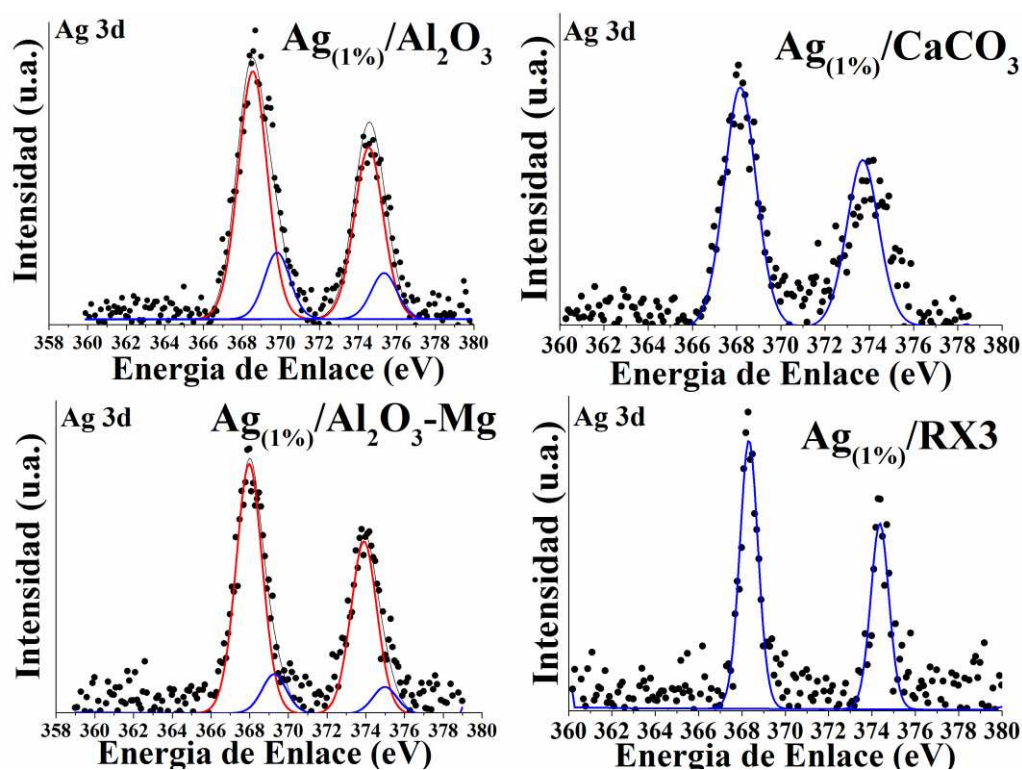 Ag 3d
Ag(1%)/Al2O3
Intensidad (u.a.)
358 360 362 364 366 368 370 372 374 376 378 380
Energia de Enlace (eV)
Ag 3d
Ag(1%)/CaCO3
Intensidad (u.a.)
360 362 364 366 368 370 372 374 376 378 380
Energia de Enlace (eV)
Ag 3d
Ag(1%)/Al2O3-Mg
Intensidad (u.a.)
358 360 362 364 366 368 370 372 374 376 378 380
Energia de Enlace (eV)
Ag 3d
Ag(1%)/RX3
Intensidad (u.a.)
360 362 364 366 368 370 372 374 376 378 380
Energia de Enlace (eV)